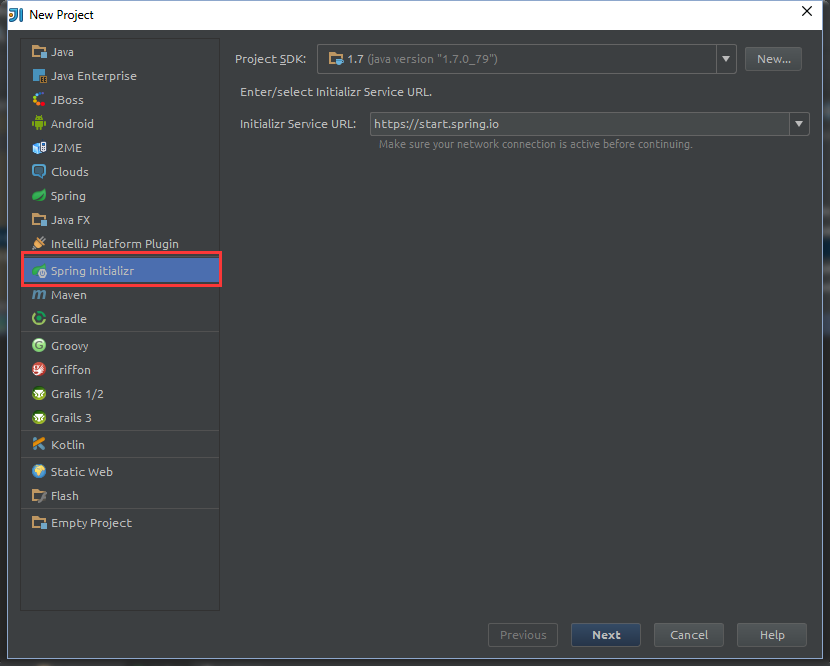 New Project
Java
Java Enterprise
JBoss
Android
J2ME
Clouds
Spring
Java FX
IntelliJ Platform Plugin
Spring Initializr
Maven
Gradle
Groovy
Griffon
Grails 1/2
Grails 3
Kotlin
Static Web
Flash
Empty Project
Project SDK: 1.7 (java version "1.7.0_79") New...
Enter/select Initializr Service URL.
Initializr Service URL: https://start.spring.io
Make sure your network connection is active before continuing.
Previous Next Cancel Help